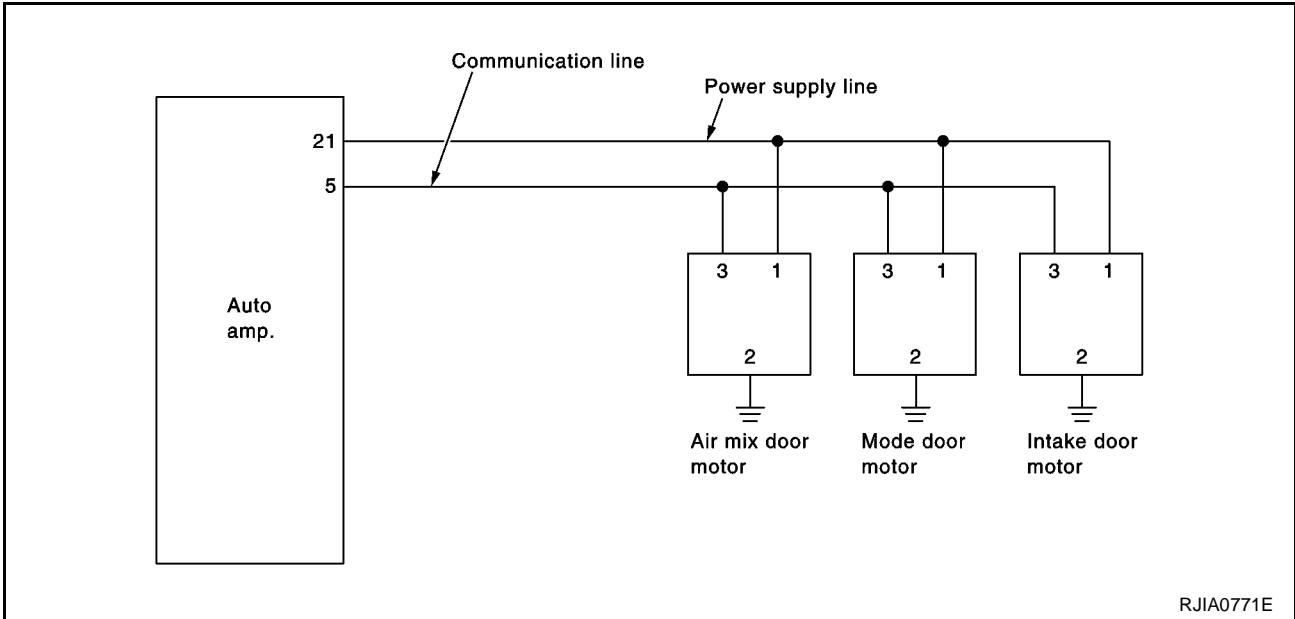 Communication line
Power supply line
21
5
Auto
amp.
3 1
3 1
3 1
2
2
2
Air mix door
motor
Mode door
motor
Intake door
motor
RJIA0771E